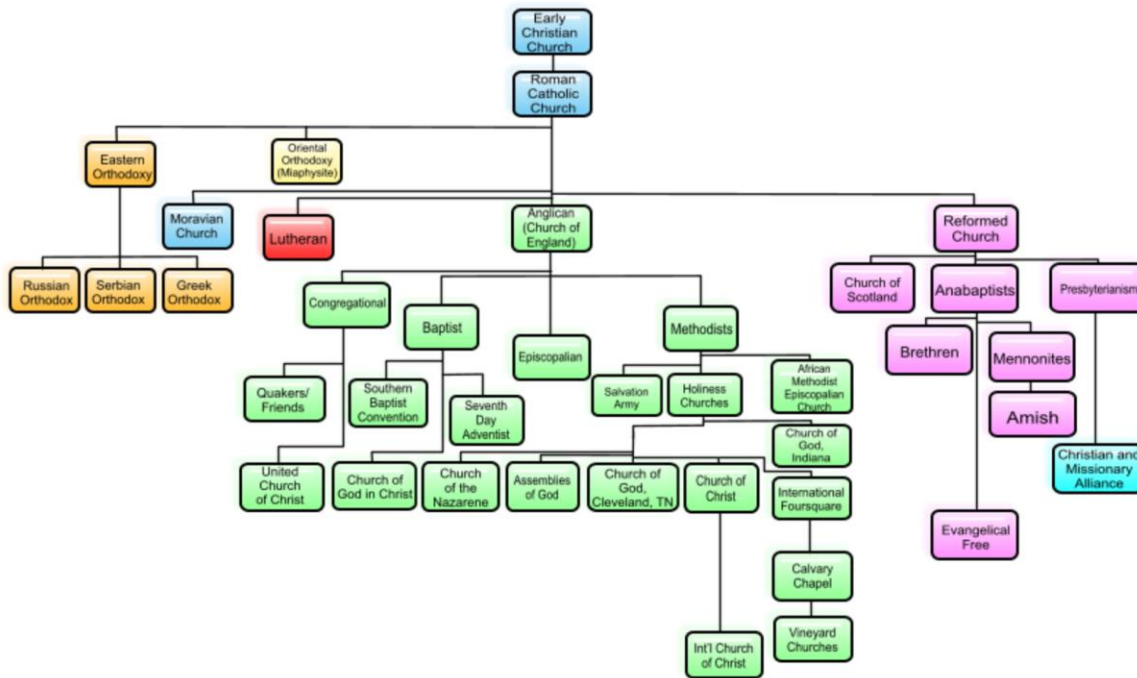 Early
Christian
Church
Roman
Catholic
Church
Eastern
Orthodoxy
Oriental
Orthodoxy
(Miaphysite)
Moravian
Church
Lutheran
Anglican
(Church of
England)
Reformed
Church
Russian
Orthodox
Serbian
Orthodox
Greek
Orthodox
Congregational
Baptist
Episcopalian
Methodists
Church of
Scotland
Anabaptists
Presbyterianism
Brethren
Mennonites
Amish
Quakers/
Friends
Southern
Baptist
Convention
Seventh
Day
Adventist
Salvation
Army
Holiness
Churches
African
Methodist
Episcopalian
Church
Church of
God,
Indiana
United
Church
of Christ
Church of
God in Christ
Church
of the
Nazarene
Assemblies
of God
Church of
God,
Cleveland, TN
Church of
Christ
International
Foursquare
Christian and
Missionary
Alliance
Evangelical
Free
Calvary
Chapel
Vineyard
Churches
Int'l Church
of Christ